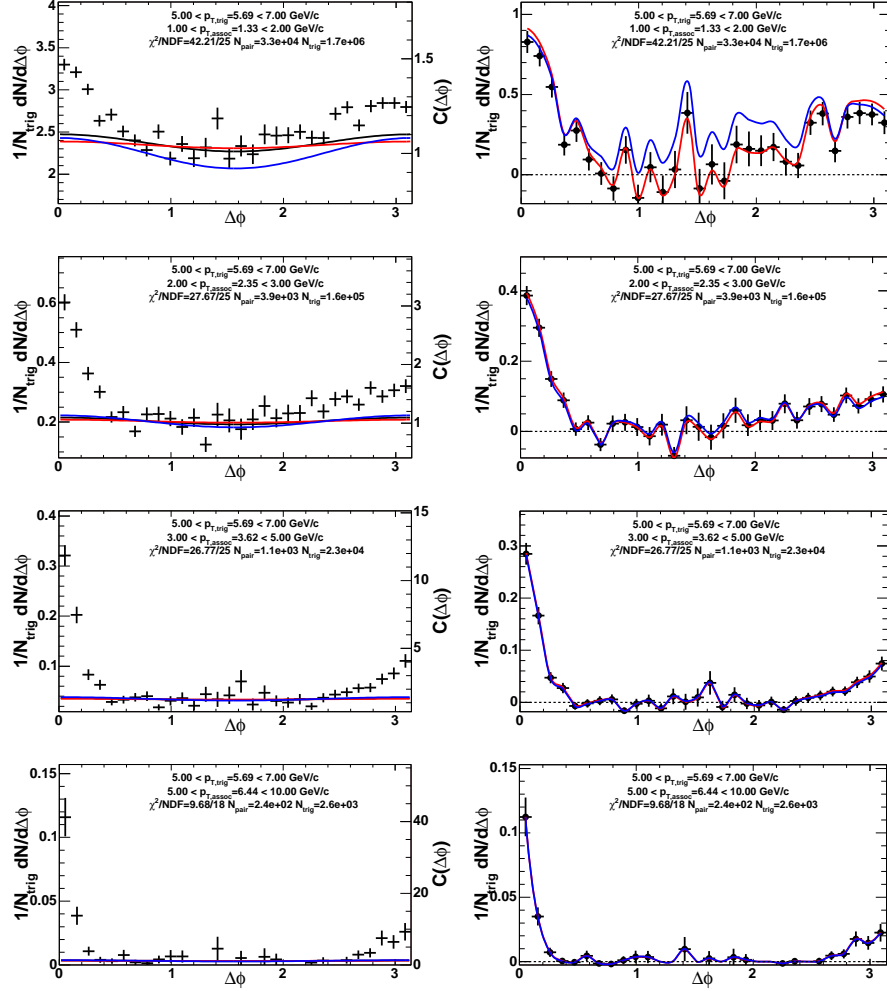 5.00 < p_T,trig=5.69 < 7.00 GeV/c
1.00 < p_T,assoc=1.33 < 2.00 GeV/c
χ²/NDF=42.21/25 N_pair=3.3e+04 N_trig=1.7e+06
1/N_trig dN/dΔϕ
4
3.5
3
2.5
2
1.5
1
C(Δϕ)
0 1 2 3
Δϕ
5.00 < p_T,trig=5.69 < 7.00 GeV/c
1.00 < p_T,assoc=1.33 < 2.00 GeV/c
χ²/NDF=42.21/25 N_pair=3.3e+04 N_trig=1.7e+06
1/N_trig dN/dΔϕ
1
0.5
0
0 1 2 3
Δϕ
5.00 < p_T,trig=5.69 < 7.00 GeV/c
2.00 < p_T,assoc=2.35 < 3.00 GeV/c
χ²/NDF=27.67/25 N_pair=3.9e+03 N_trig=1.6e+05
1/N_trig dN/dΔϕ
0.6
0.4
0.2
3
2
1
C(Δϕ)
0 1 2 3
Δϕ
5.00 < p_T,trig=5.69 < 7.00 GeV/c
2.00 < p_T,assoc=2.35 < 3.00 GeV/c
χ²/NDF=27.67/25 N_pair=3.9e+03 N_trig=1.6e+05
1/N_trig dN/dΔϕ
0.4
0.2
0
0 1 2 3
Δϕ
5.00 < p_T,trig=5.69 < 7.00 GeV/c
3.00 < p_T,assoc=3.62 < 5.00 GeV/c
χ²/NDF=26.77/25 N_pair=1.1e+03 N_trig=2.3e+04
1/N_trig dN/dΔϕ
0.4
0.3
0.2
0.1
15
10
5
C(Δϕ)
0 1 2 3
Δϕ
5.00 < p_T,trig=5.69 < 7.00 GeV/c
3.00 < p_T,assoc=3.62 < 5.00 GeV/c
χ²/NDF=26.77/25 N_pair=1.1e+03 N_trig=2.3e+04
1/N_trig dN/dΔϕ
0.3
0.2
0.1
0
0 1 2 3
Δϕ
5.00 < p_T,trig=5.69 < 7.00 GeV/c
5.00 < p_T,assoc=6.44 < 10.00 GeV/c
χ²/NDF=9.68/18 N_pair=2.4e+02 N_trig=2.6e+03
1/N_trig dN/dΔϕ
0.15
0.1
0.05
0
40
20
0
C(Δϕ)
0 1 2 3
Δϕ
5.00 < p_T,trig=5.69 < 7.00 GeV/c
5.00 < p_T,assoc=6.44 < 10.00 GeV/c
χ²/NDF=9.68/18 N_pair=2.4e+02 N_trig=2.6e+03
1/N_trig dN/dΔϕ
0.15
0.1
0.05
0
0 1 2 3
Δϕ